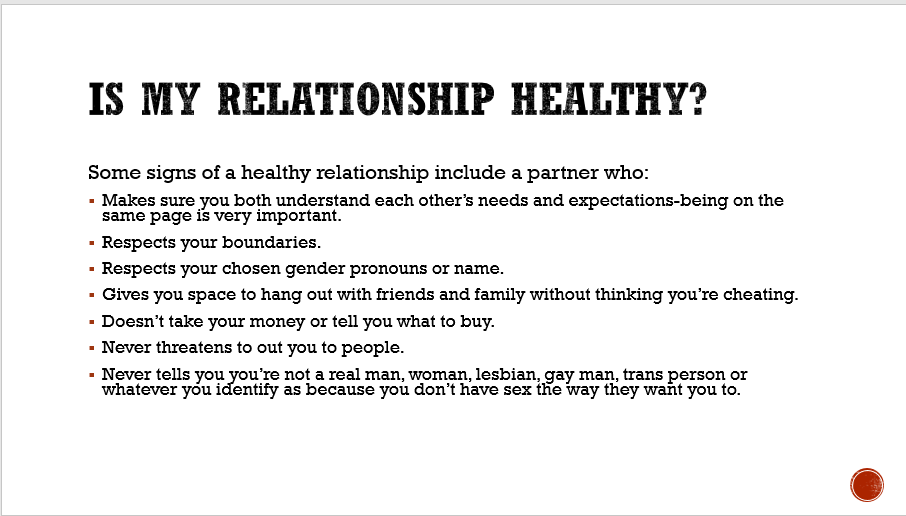 IS MY RELATIONSHIP HEALTHY?
Some signs of a healthy relationship include a partner who:
▪ Makes sure you both understand each other's needs and expectations-being on the
same page is very important.
▪ Respects your boundaries.
▪ Respects your chosen gender pronouns or name.
▪ Gives you space to hang out with friends and family without thinking you're cheating.
▪ Doesn't take your money or tell you what to buy.
▪ Never threatens to out you to people.
▪ Never tells you you're not a real man, woman, lesbian, gay man, trans person or
whatever you identify as because you don't have sex the way they want you to.